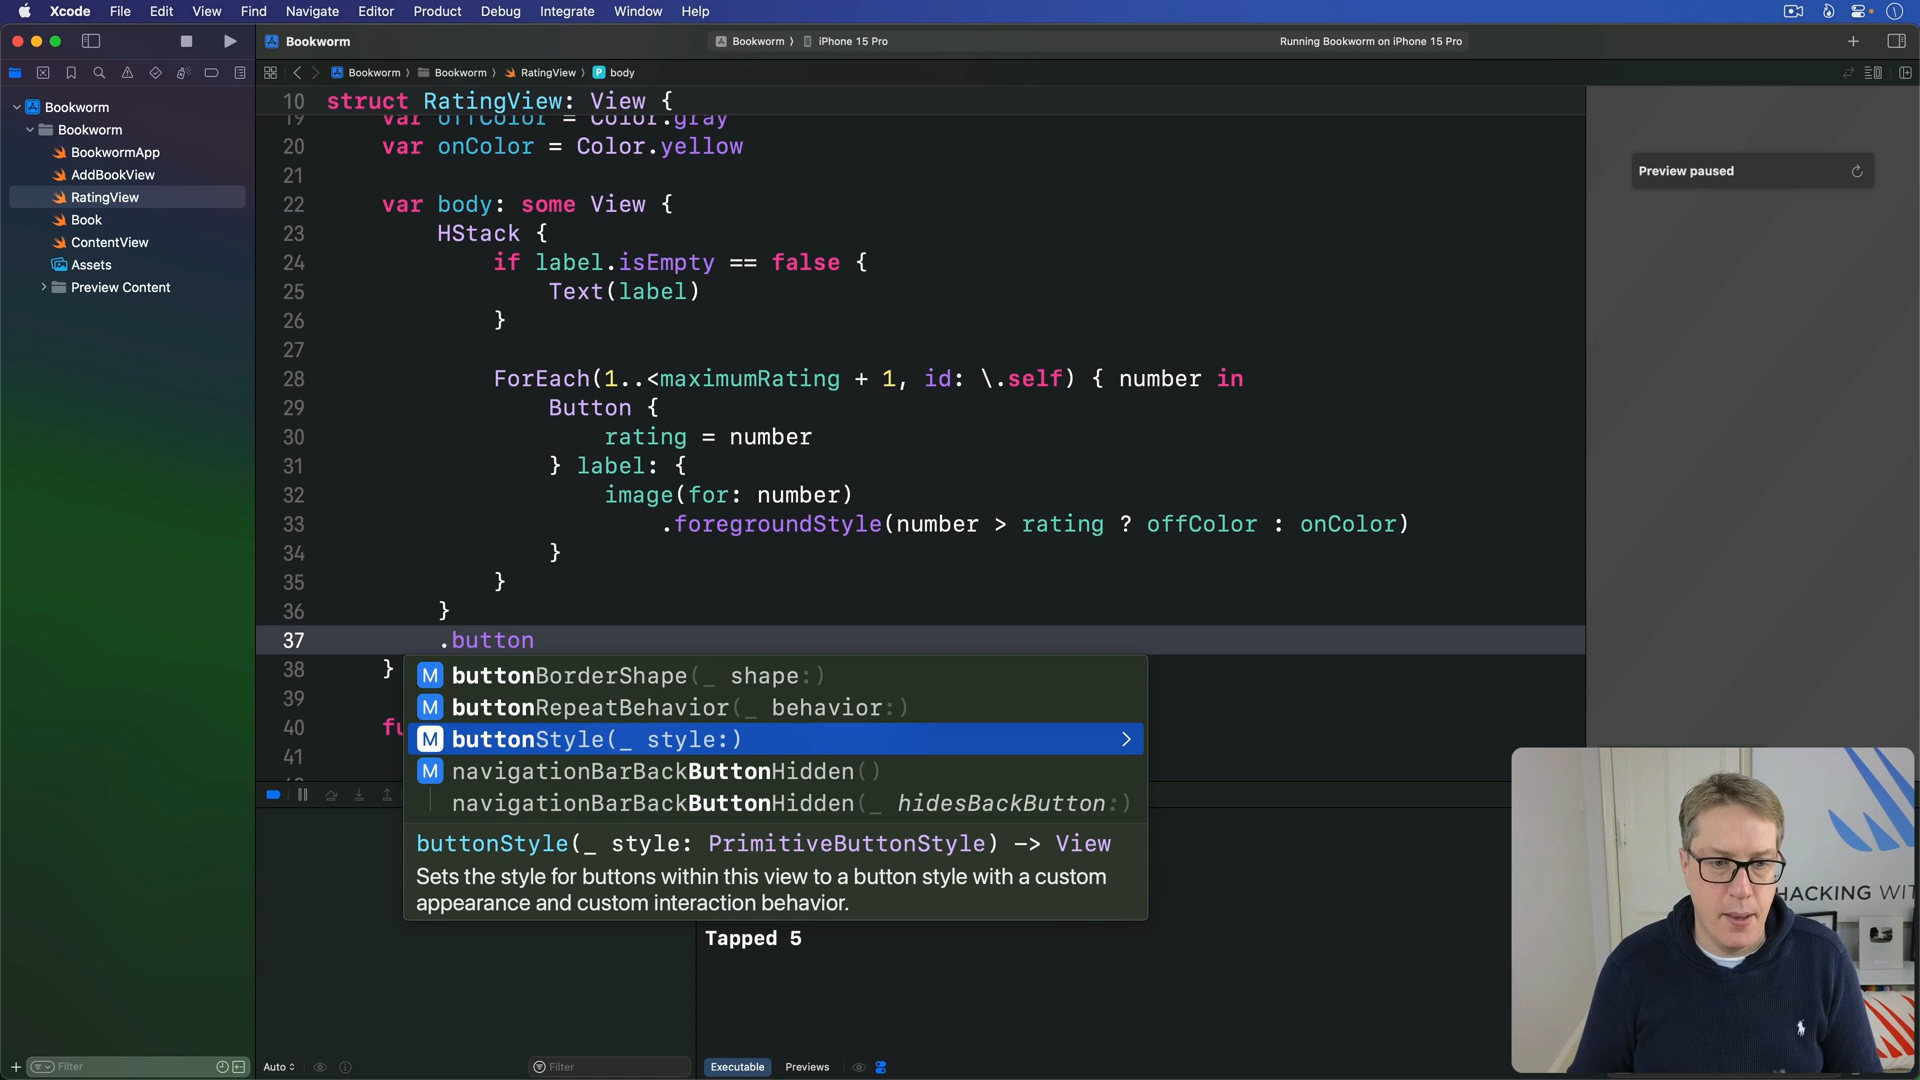 Xcode File Edit View Find Navigate Editor Product Debug Integrate Window Help
Bookworm
Bookworm ⟩ iPhone 15 Pro
Running Bookworm on iPhone 15 Pro
Bookworm ⟩ Bookworm ⟩ RatingView ⟩ P body
Bookworm
Bookworm
BookwormApp
AddBookView
RatingView
Book
ContentView
Assets
Preview Content
10 struct RatingView: View {
19 var offColor = Color.gray
20 var onColor = Color.yellow
21
22 var body: some View {
23 HStack {
24 if label.isEmpty == false {
25 Text(label)
26 }
27
28 ForEach(1..<maximumRating + 1, id: \.self) { number in
29 Button {
30 rating = number
31 } label: {
32 image(for: number)
33 .foregroundStyle(number > rating ? offColor : onColor)
34 }
35 }
36 }
37 .button
38 }
39
40 fu
41
M buttonBorderShape(_ shape:)
M buttonRepeatBehavior(_ behavior:)
M buttonStyle(_ style:)
M navigationBarBackButtonHidden()
navigationBarBackButtonHidden(_ hidesBackButton:)
buttonStyle(_ style: PrimitiveButtonStyle) -> View
Sets the style for buttons within this view to a button style with a custom
appearance and custom interaction behavior.
Tapped 5
Preview paused
HACKING WIT
Filter
Auto
Filter
Executable Previews